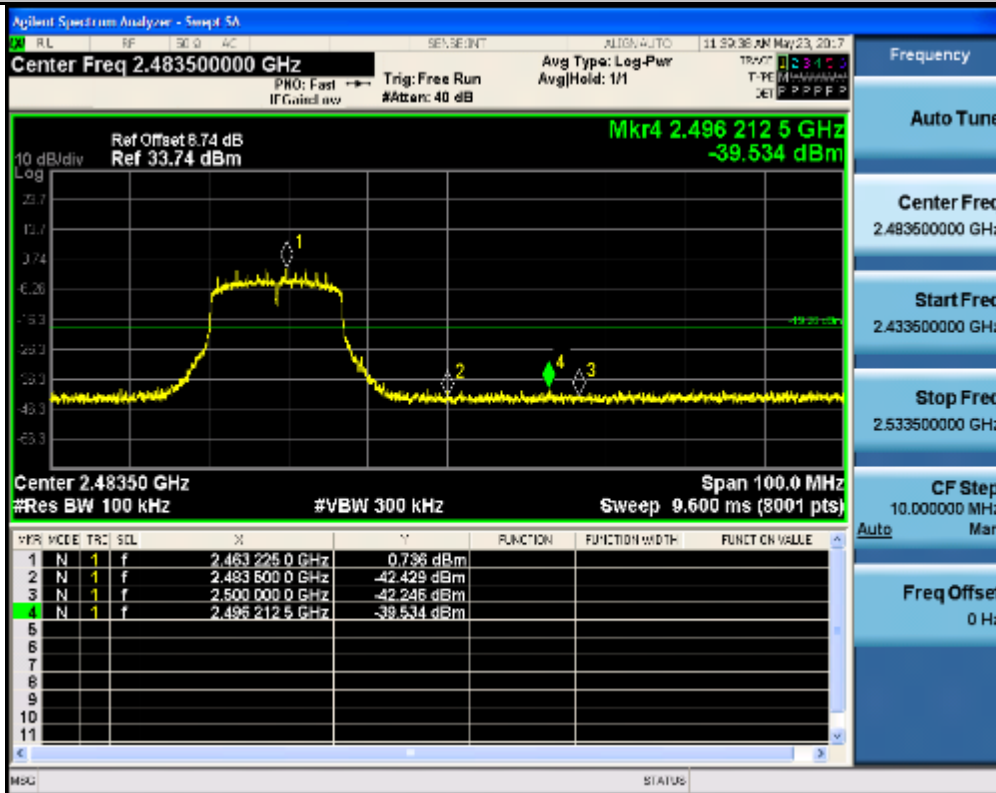 Agilent Spectrum Analyzer - Swept SA
RL RF 50 Ω AC SENSE:INT ALIGN AUTO 11:39:38 AM May 23, 2017
Center Freq 2.483500000 GHz
PNO: Fast
IFGain:Low
Trig: Free Run
#Atten: 40 dB
Avg Type: Log-Pwr
Avg|Hold: 1/1
TRACE 1 2 3 4 5 6
TYPE M
DET P P P P P P
Frequency
Auto Tune
Ref Offset 8.74 dB
10 dB/div Ref 33.74 dBm
Log
Mkr4 2.496 212 5 GHz
-39.534 dBm
23.7
13.7
3.74
-6.26
-16.3
-26.3
-36.3
-46.3
-56.3
1
2
4
3
Center 2.48350 GHz
Span 100.0 MHz
#Res BW 100 kHz
#VBW 300 kHz
Sweep 9.600 ms (8001 pts)
MKR MODE TRC SCL X Y FUNCTION FUNCTION WIDTH FUNCTION VALUE
1 N 1 f 2.463 225 0 GHz 0.736 dBm
2 N 1 f 2.483 500 0 GHz -42.429 dBm
3 N 1 f 2.500 000 0 GHz -42.246 dBm
4 N 1 f 2.496 212 5 GHz -39.534 dBm
5
6
7
8
9
10
11
MSG
STATUS
Center Freq
2.483500000 GHz
Start Freq
2.433500000 GHz
Stop Freq
2.533500000 GHz
CF Step
10.000000 MHz
Auto Man
Freq Offset
0 Hz